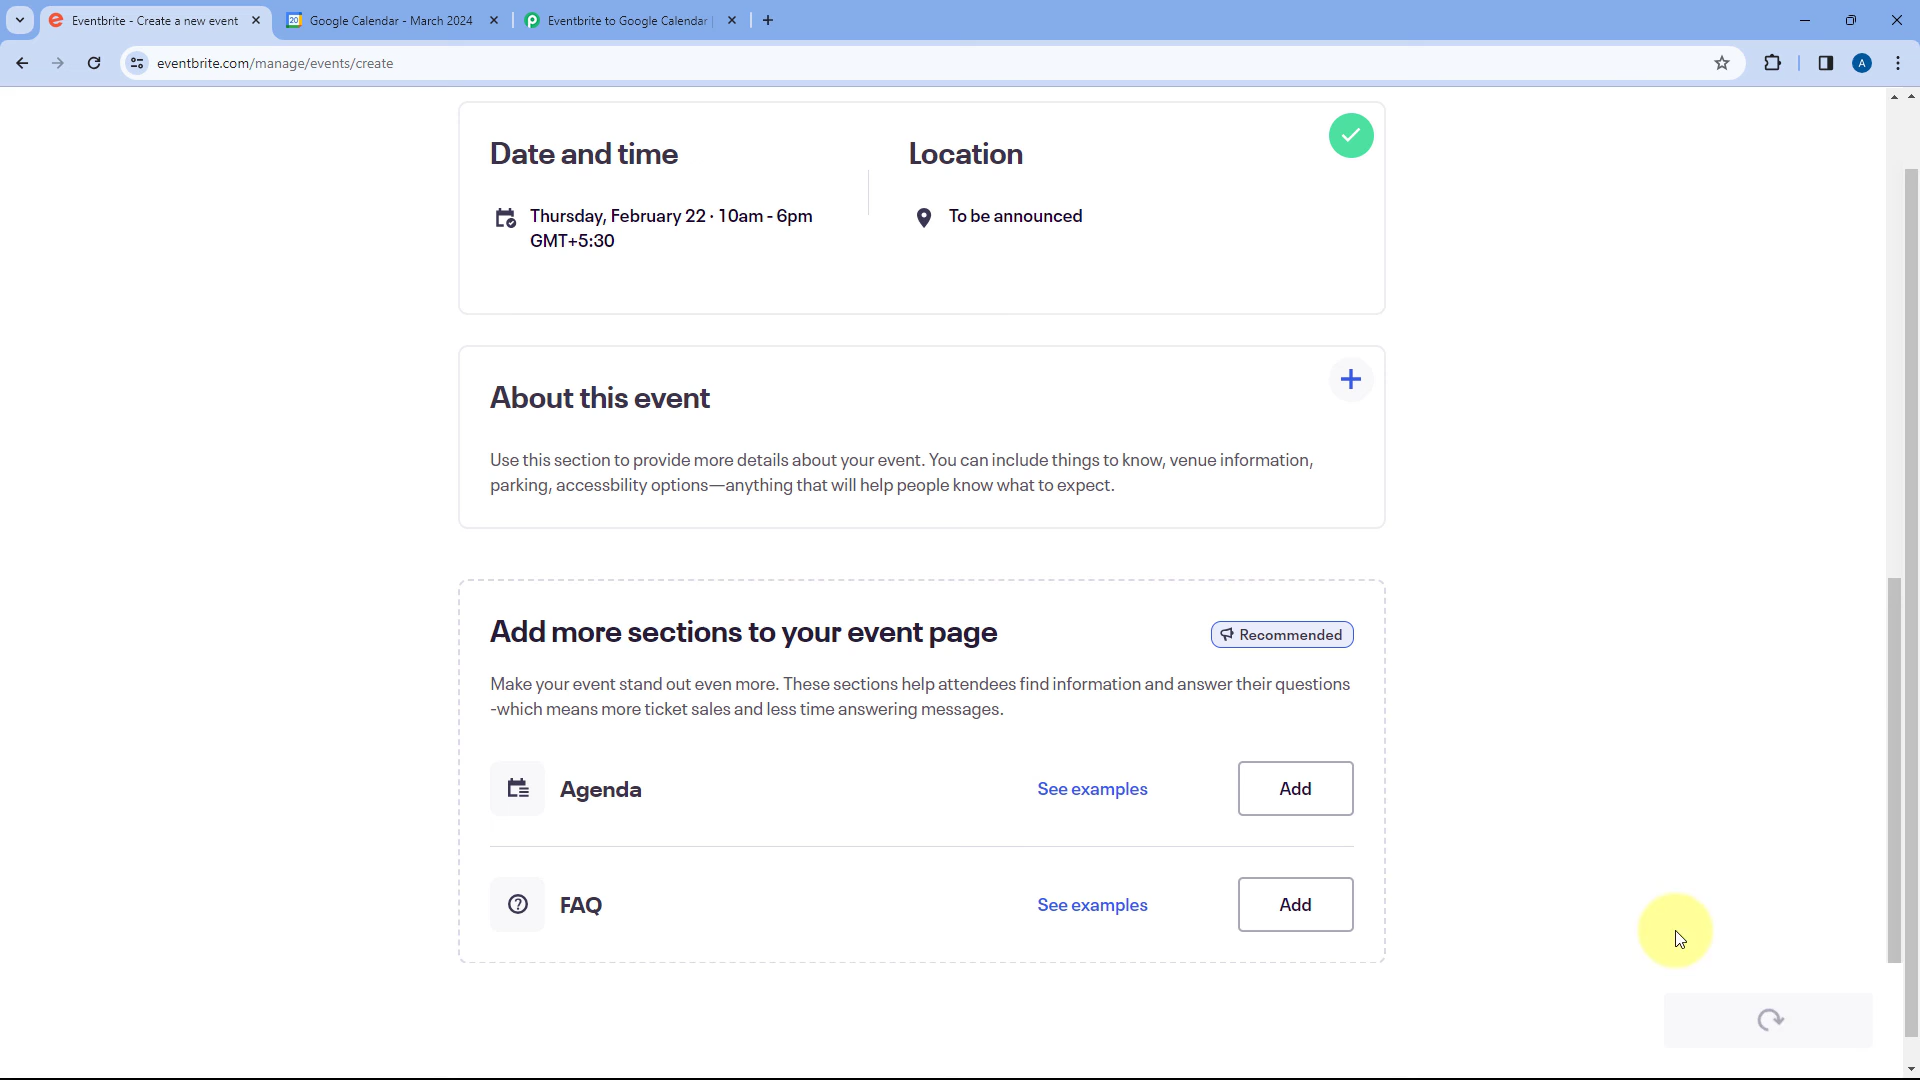 Eventbrite - Create a new event
Google Calendar - March 2024
Eventbrite to Google Calendar
eventbrite.com/manage/events/create
A
Date and time
Location
Thursday, February 22 · 10am - 6pm
GMT+5:30
To be announced
About this event
Use this section to provide more details about your event. You can include things to know, venue information,
parking, accessbility options—anything that will help people know what to expect.
Add more sections to your event page
Recommended
Make your event stand out even more. These sections help attendees find information and answer their questions
-which means more ticket sales and less time answering messages.
Agenda
See examples
Add
FAQ
See examples
Add